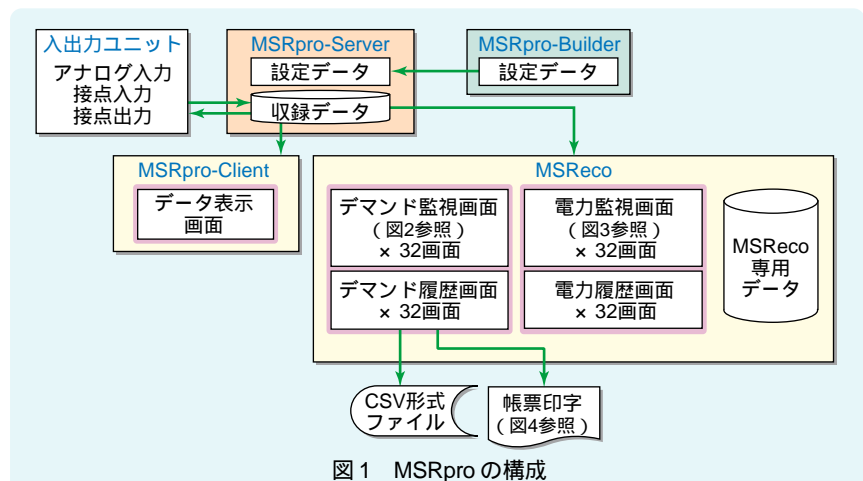 入出力ユニット
アナログ入力
接点入力
接点出力
MSRpro-Server
設定データ
収録データ
MSRpro-Builder
設定データ
MSRpro-Client
データ表示
画面
MSReco
デマンド監視画面
(図2参照)
× 32画面
電力監視画面
(図3参照)
× 32画面
デマンド履歴画面
× 32画面
電力履歴画面
× 32画面
MSReco
専用
データ
CSV形式
ファイル
帳票印字
(図4参照)
図1 MSRproの構成